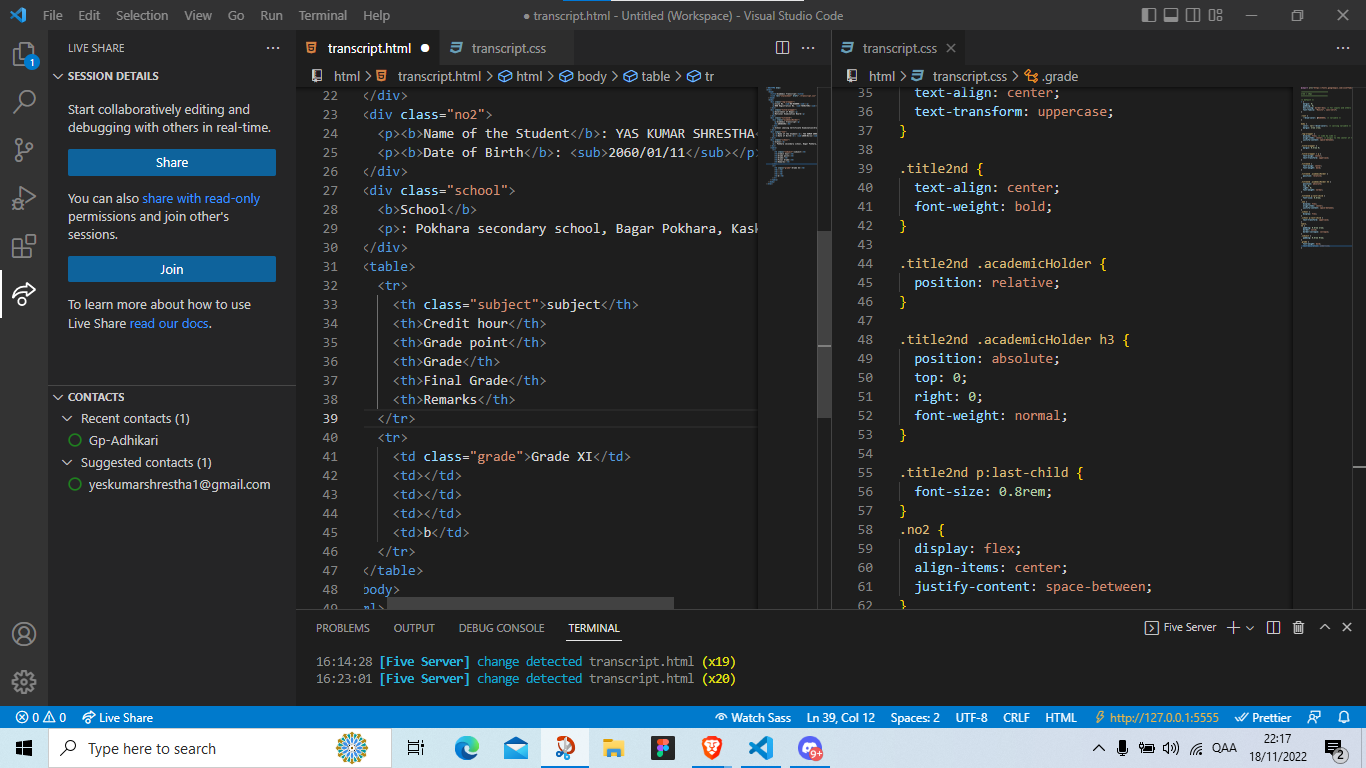 File Edit Selection View Go Run Terminal Help
● transcript.html - Untitled (Workspace) - Visual Studio Code
1
LIVE SHARE
SESSION DETAILS
Start collaboratively editing and
debugging with others in real-time.
Share
You can also share with read-only
permissions and join other's
sessions.
Join
To learn more about how to use
Live Share read our docs.
CONTACTS
Recent contacts (1)
Gp-Adhikari
Suggested contacts (1)
yeskumarshrestha1@gmail.com
transcript.html ● transcript.css
html > transcript.html > html > body > table > tr
22 </div>
23 <div class="no2">
24 <p><b>Name of the Student</b>: YAS KUMAR SHRESTHA
25 <p><b>Date of Birth</b>: <sub>2060/01/11</sub></p
26 </div>
27 <div class="school">
28 <b>School</b>
29 <p>: Pokhara secondary school, Bagar Pokhara, Kask
30 </div>
31 <table>
32 <tr>
33 <th class="subject">subject</th>
34 <th>Credit hour</th>
35 <th>Grade point</th>
36 <th>Grade</th>
37 <th>Final Grade</th>
38 <th>Remarks</th>
39 </tr>
40 <tr>
41 <td class="grade">Grade XI</td>
42 <td></td>
43 <td></td>
44 <td></td>
45 <td>b</td>
46 </tr>
47 </table>
48 body>
49 ml>
transcript.css
html > transcript.css > .grade
35 text-align: center;
36 text-transform: uppercase;
37 }
38
39 .title2nd {
40 text-align: center;
41 font-weight: bold;
42 }
43
44 .title2nd .academicHolder {
45 position: relative;
46 }
47
48 .title2nd .academicHolder h3 {
49 position: absolute;
50 top: 0;
51 right: 0;
52 font-weight: normal;
53 }
54
55 .title2nd p:last-child {
56 font-size: 0.8rem;
57 }
58 .no2 {
59 display: flex;
60 align-items: center;
61 justify-content: space-between;
62 }
PROBLEMS OUTPUT DEBUG CONSOLE TERMINAL
Five Server
16:14:28 [Five Server] change detected transcript.html (x19)
16:23:01 [Five Server] change detected transcript.html (x20)
0 0 Live Share
Watch Sass Ln 39, Col 12 Spaces: 2 UTF-8 CRLF HTML http://127.0.0.1:5555 Prettier
Type here to search
9+
QAA
22:17
18/11/2022
2